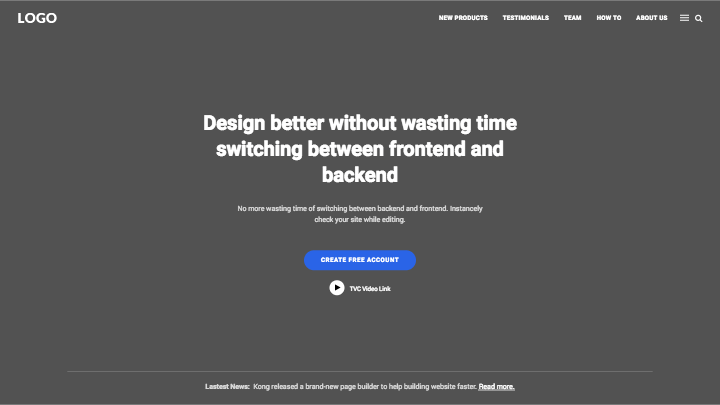 LOGO
NEW PRODUCTS TESTIMONIALS TEAM HOW TO ABOUT US
Design better without wasting time
switching between frontend and
backend
No more wasting time of switching between backend and frontend. Instancely
check your site while editing.
CREATE FREE ACCOUNT
TVC Video Link
Lastest News: Kong released a brand-new page builder to help building website faster. Read more.